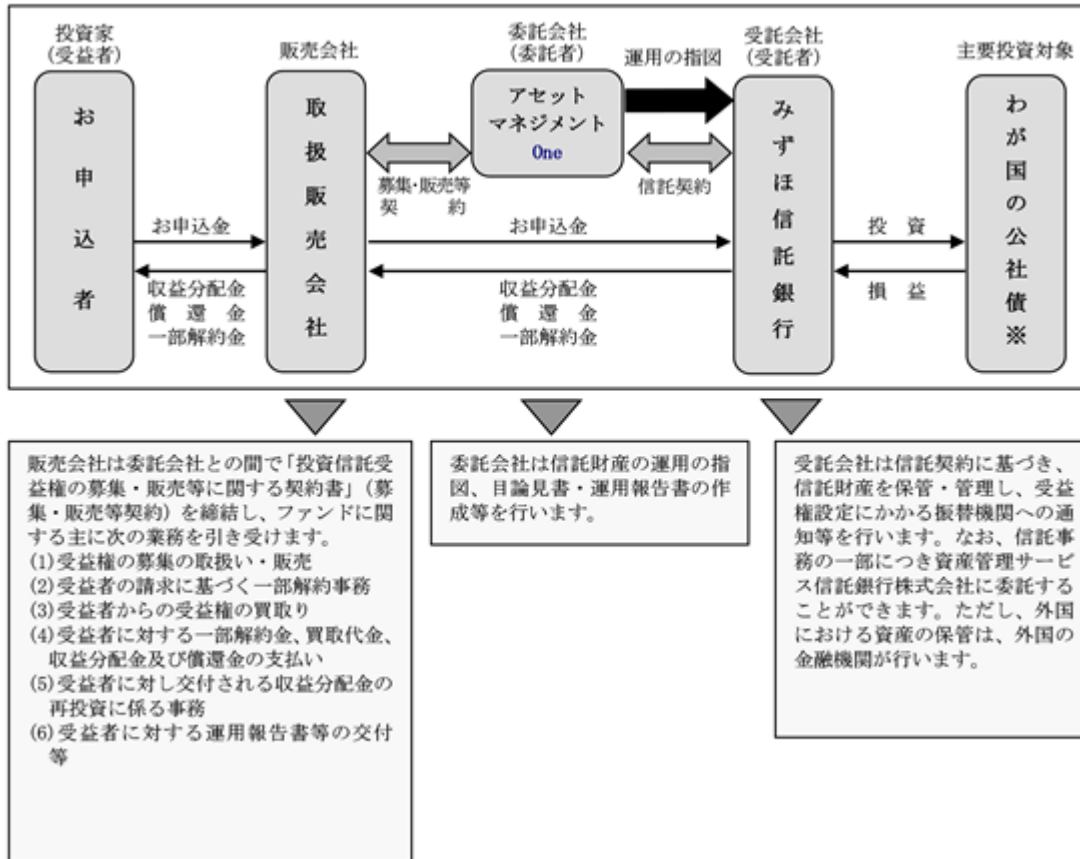 投資家
(受益者)
販売会社
委託会社
(委託者)
運用の指図
受託会社
(受託者)
主要投資対象
お申込者
取扱販売会社
アセット
マネジメント
One
みずほ信託銀行
わが国の公社債※
募集・販売等
契　約
信託契約
お申込金
お申込金
投　資
収益分配金
償　還　金
一部解約金
収益分配金
償　還　金
一部解約金
損　益
販売会社は委託会社との間で「投資信託受
益権の募集・販売等に関する契約書」(募
集・販売等契約)を締結し、ファンドに関
する主に次の業務を引き受けます。
(1)受益権の募集の取扱い・販売
(2)受益者の請求に基づく一部解約事務
(3)受益者からの受益権の買取り
(4)受益者に対する一部解約金、買取代金、
収益分配金及び償還金の支払い
(5)受益者に対し交付される収益分配金の
再投資に係る事務
(6)受益者に対する運用報告書等の交付
等
委託会社は信託財産の運用の指
図、目論見書・運用報告書の作
成等を行います。
受託会社は信託契約に基づき、
信託財産を保管・管理し、受益
権設定にかかる振替機関への通
知等を行います。なお、信託事
務の一部につき資産管理サービ
ス信託銀行株式会社に委託する
ことができます。ただし、外国
における資産の保管は、外国の
金融機関が行います。